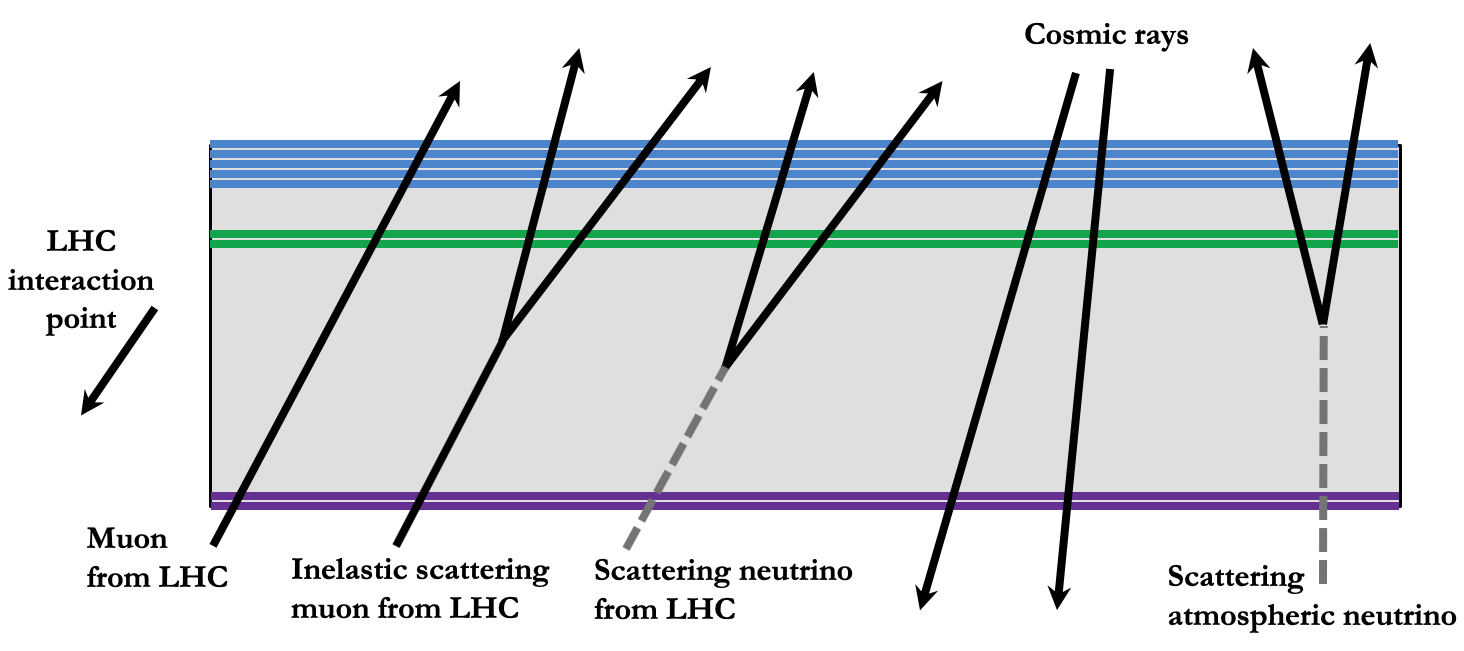 Cosmic rays
LHC
interaction
point
Muon
from LHC
Inelastic scattering
muon from LHC
Scattering neutrino
from LHC
Scattering
atmospheric neutrino